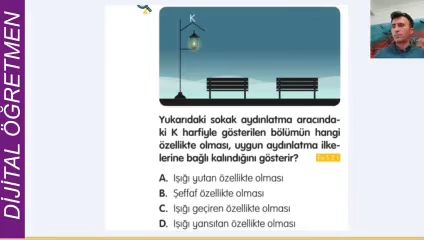 DİJİTAL ÖĞRETMEN
K
Yukarıdaki sokak aydınlatma aracında-
ki K harfiyle gösterilen bölümün hangi
özellikte olması, uygun aydınlatma ilke-
lerine bağlı kalındığını gösterir?
A. Işığı yutan özellikte olması
B. Şeffaf özellikte olması
C. Işığı geçiren özellikte olması
D. Işığı yansıtan özellikte olması